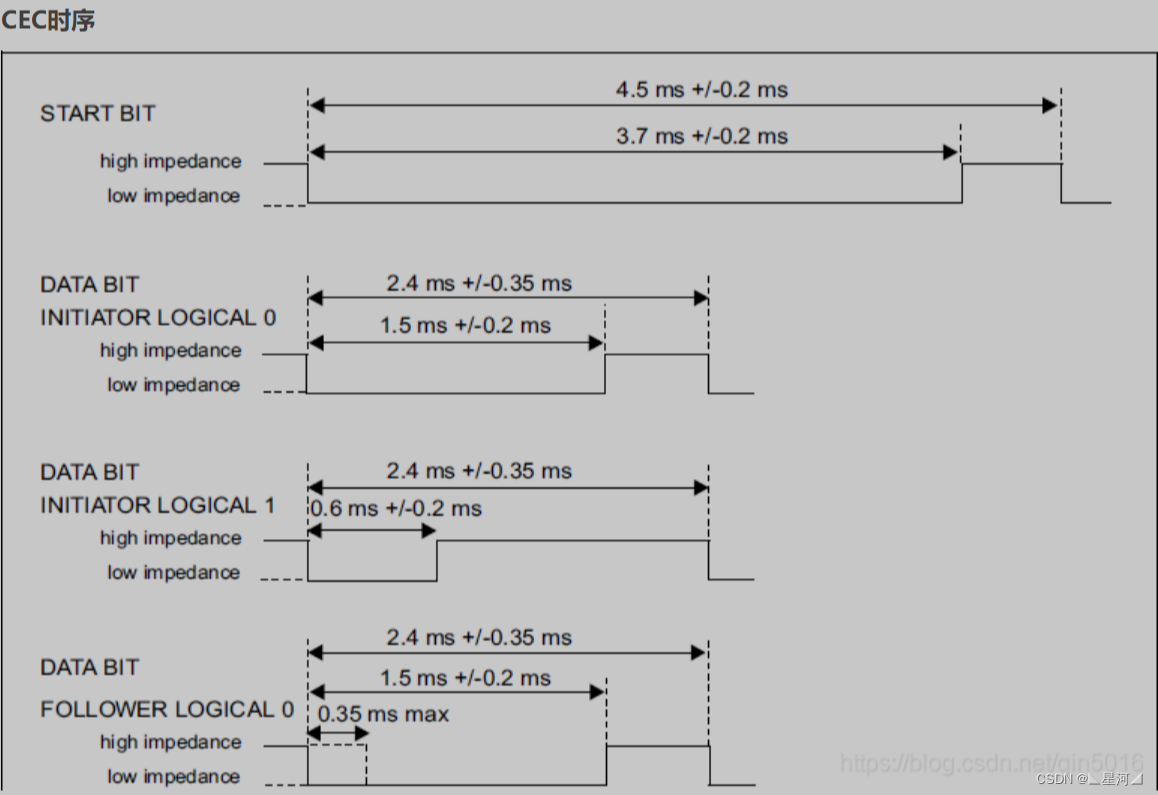 CEC时序
4.5 ms +/-0.2 ms
START BIT
3.7 ms +/-0.2 ms
high impedance
low impedance
DATA BIT
2.4 ms +/-0.35 ms
INITIATOR LOGICAL 0
1.5 ms +/-0.2 ms
high impedance
low impedance
DATA BIT
2.4 ms +/-0.35 ms
INITIATOR LOGICAL 1
0.6 ms +/-0.2 ms
high impedance
low impedance
2.4 ms +/-0.35 ms
DATA BIT
1.5 ms +/-0.2 ms
FOLLOWER LOGICAL 0
0.35 ms max
high impedance
low impedance
https://blog.csdn.net/qin5016
CSDN @﹏星河⊿